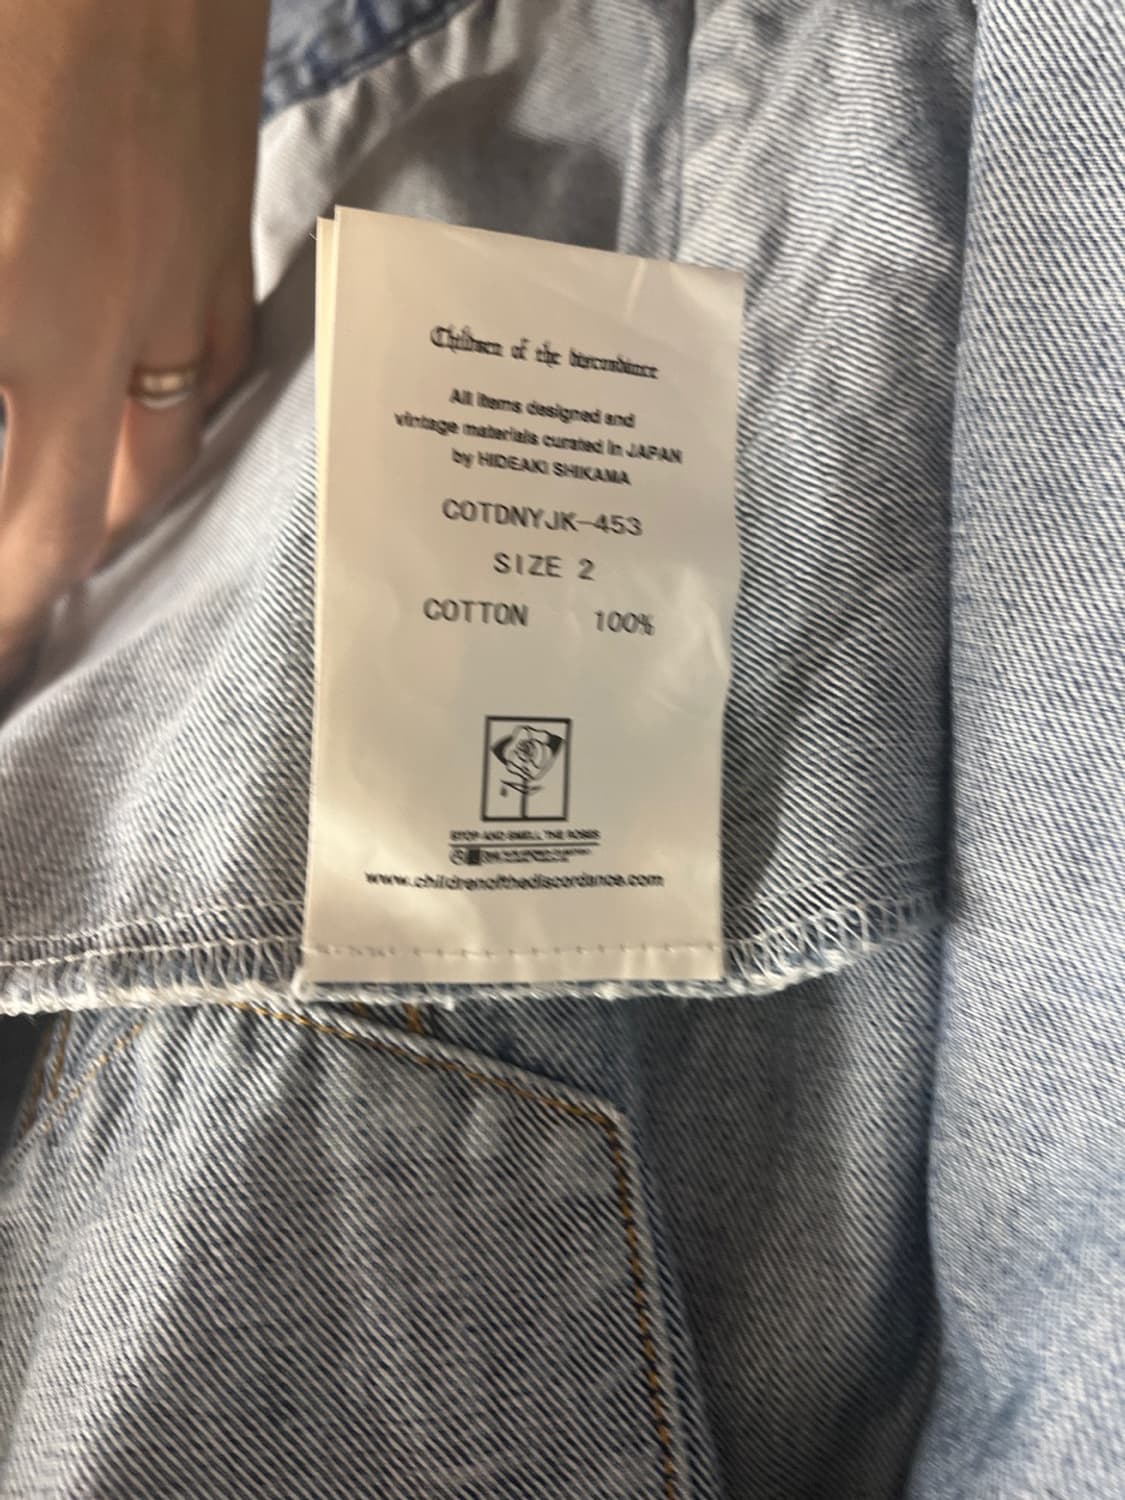 Children of the discordance
All items designed and
vintage materials curated in JAPAN
by HIDEAKI SHIKAMA
COTDNYJK-453
SIZE 2
COTTON 100%
STOP AND SMELL THE ROSES
www.childrenofthediscordance.com